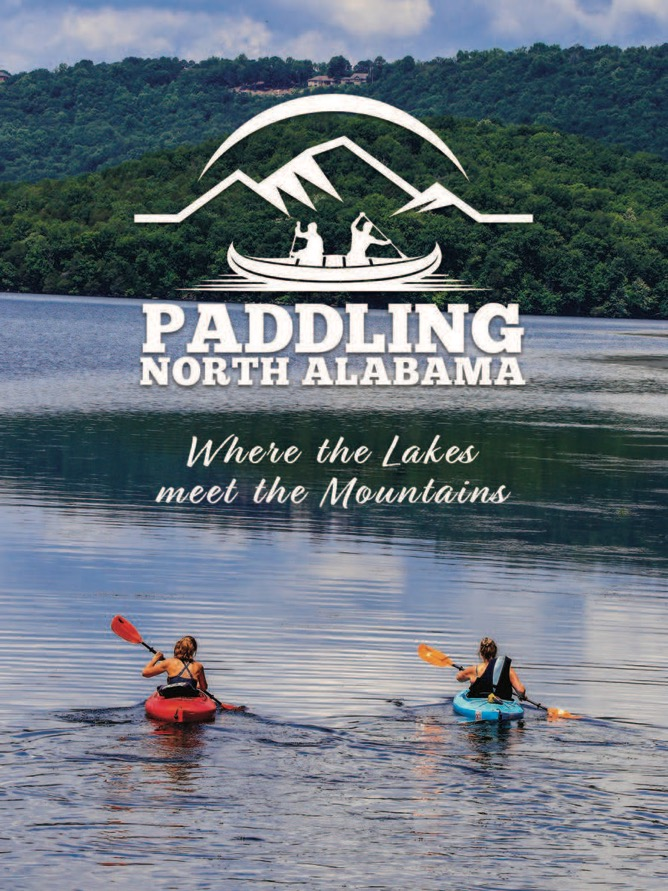 PADDLING
NORTH ALABAMA
Where the Lakes
meet the Mountains